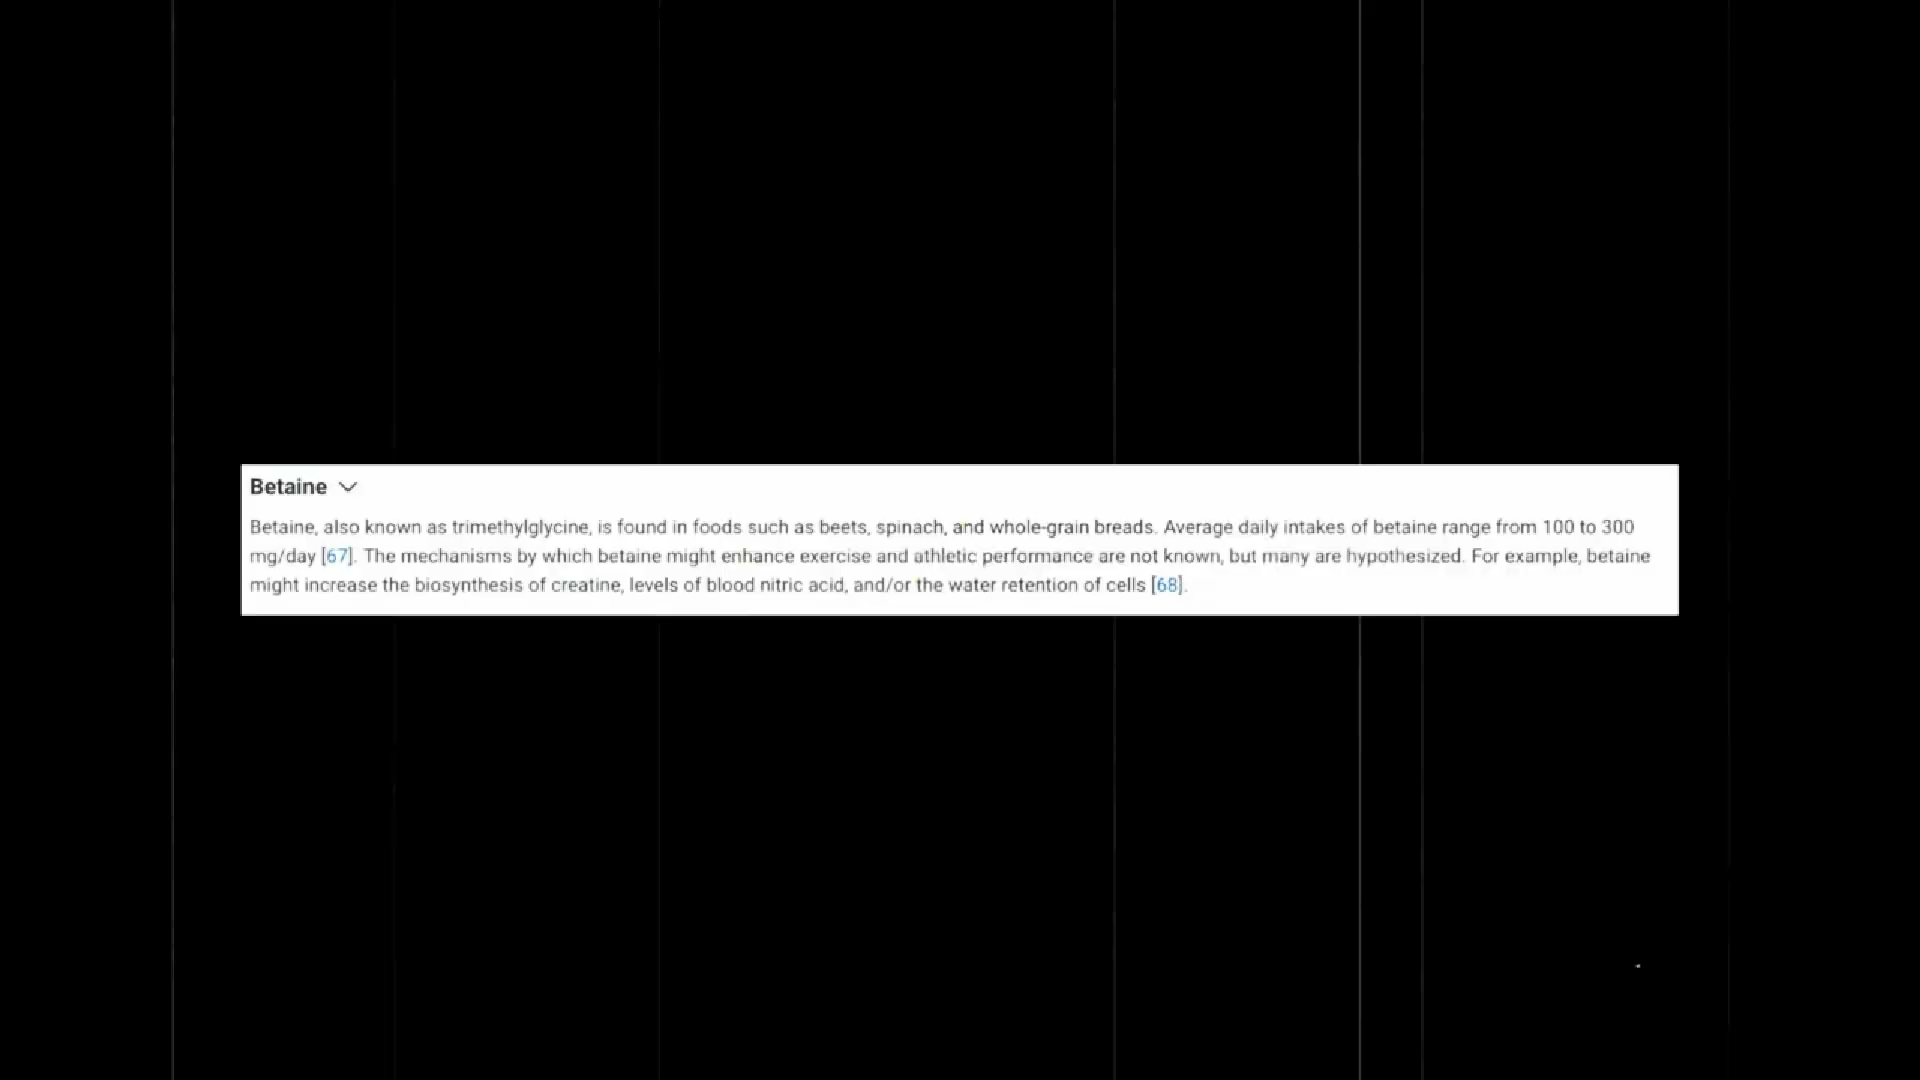 Betaine
Betaine, also known as trimethylglycine, is found in foods such as beets, spinach, and whole-grain breads. Average daily intakes of betaine range from 100 to 300
mg/day [67]. The mechanisms by which betaine might enhance exercise and athletic performance are not known, but many are hypothesized. For example, betaine
might increase the biosynthesis of creatine, levels of blood nitric acid, and/or the water retention of cells [68].